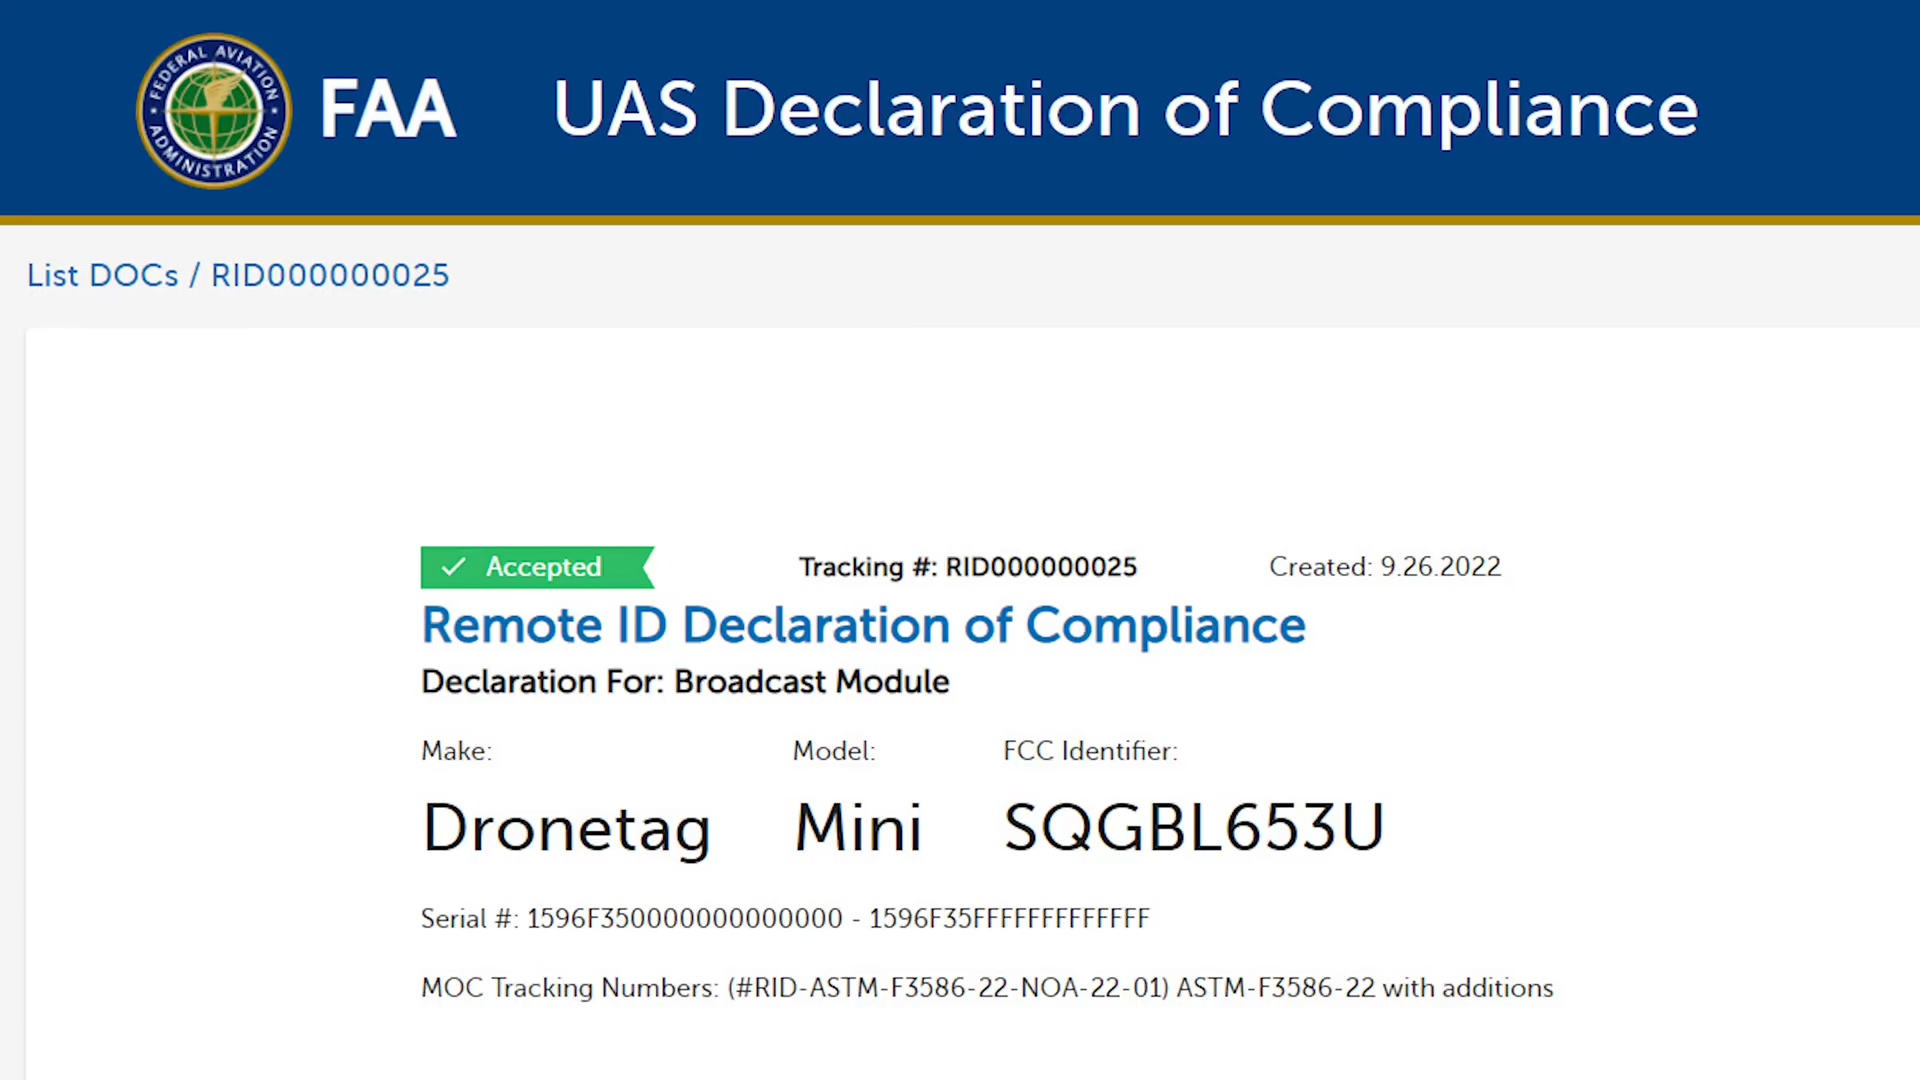 FEDERAL AVIATION ADMINISTRATION
FAA UAS Declaration of Compliance
List DOCs / RID000000025
Accepted Tracking #: RID000000025 Created: 9.26.2022
Remote ID Declaration of Compliance
Declaration For: Broadcast Module
Make: Model: FCC Identifier:
Dronetag Mini SQGBL653U
Serial #: 1596F350000000000000 - 1596F35FFFFFFFFFFFFF
MOC Tracking Numbers: (#RID-ASTM-F3586-22-NOA-22-01) ASTM-F3586-22 with additions